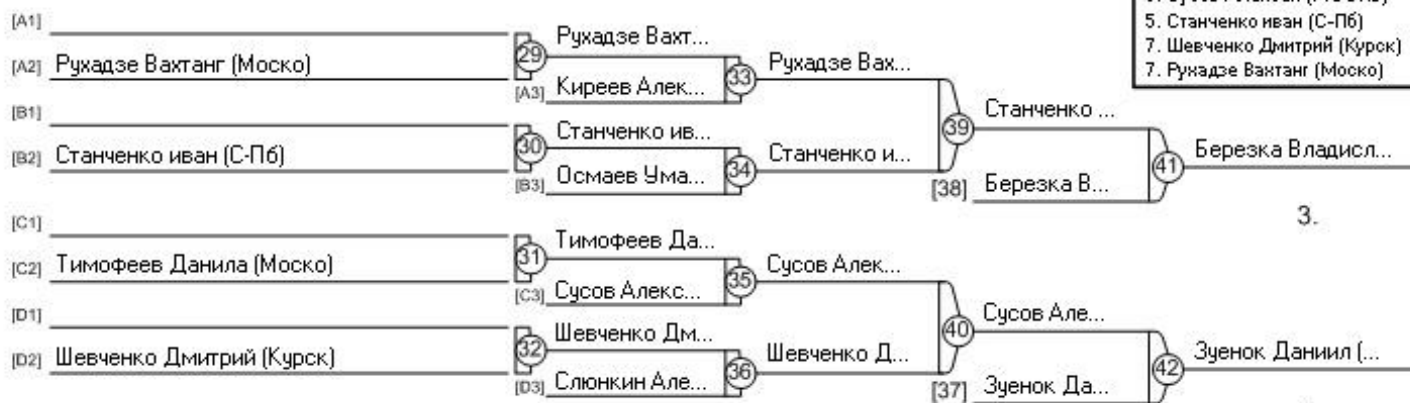 5. Станченко иван (С-Пб)
7. Шевченко Дмитрий (Курск)
7. Рухадзе Вахтанг (Моско)
[A1]
[A2] Рухадзе Вахтанг (Моско)
29 Рухадзе Вахт...
[A3] Киреев Алек...
33 Рухадзе Вах...
[B1]
[B2] Станченко иван (С-Пб)
30 Станченко ив...
[B3] Осмаев Ума...
34 Станченко и...
39 Станченко ...
[38] Березка В...
41 Березка Владисл...
3.
[C1]
[C2] Тимофеев Данила (Моско)
31 Тимофеев Да...
[C3] Сусов Алекс...
35 Сусов Алек...
[D1]
[D2] Шевченко Дмитрий (Курск)
32 Шевченко Дм...
[D3] Слюнкин Але...
36 Шевченко Д...
40 Сусов Але...
[37] Зуенок Да...
42 Зуенок Даниил (...